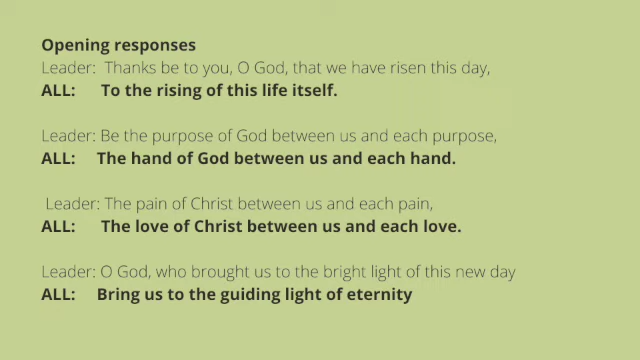 Opening responses
Leader:  Thanks be to you, O God, that we have risen this day,
ALL:      To the rising of this life itself.
Leader: Be the purpose of God between us and each purpose,
ALL:     The hand of God between us and each hand.
Leader: The pain of Christ between us and each pain,
ALL:      The love of Christ between us and each love.
Leader: O God, who brought us to the bright light of this new day
ALL:     Bring us to the guiding light of eternity